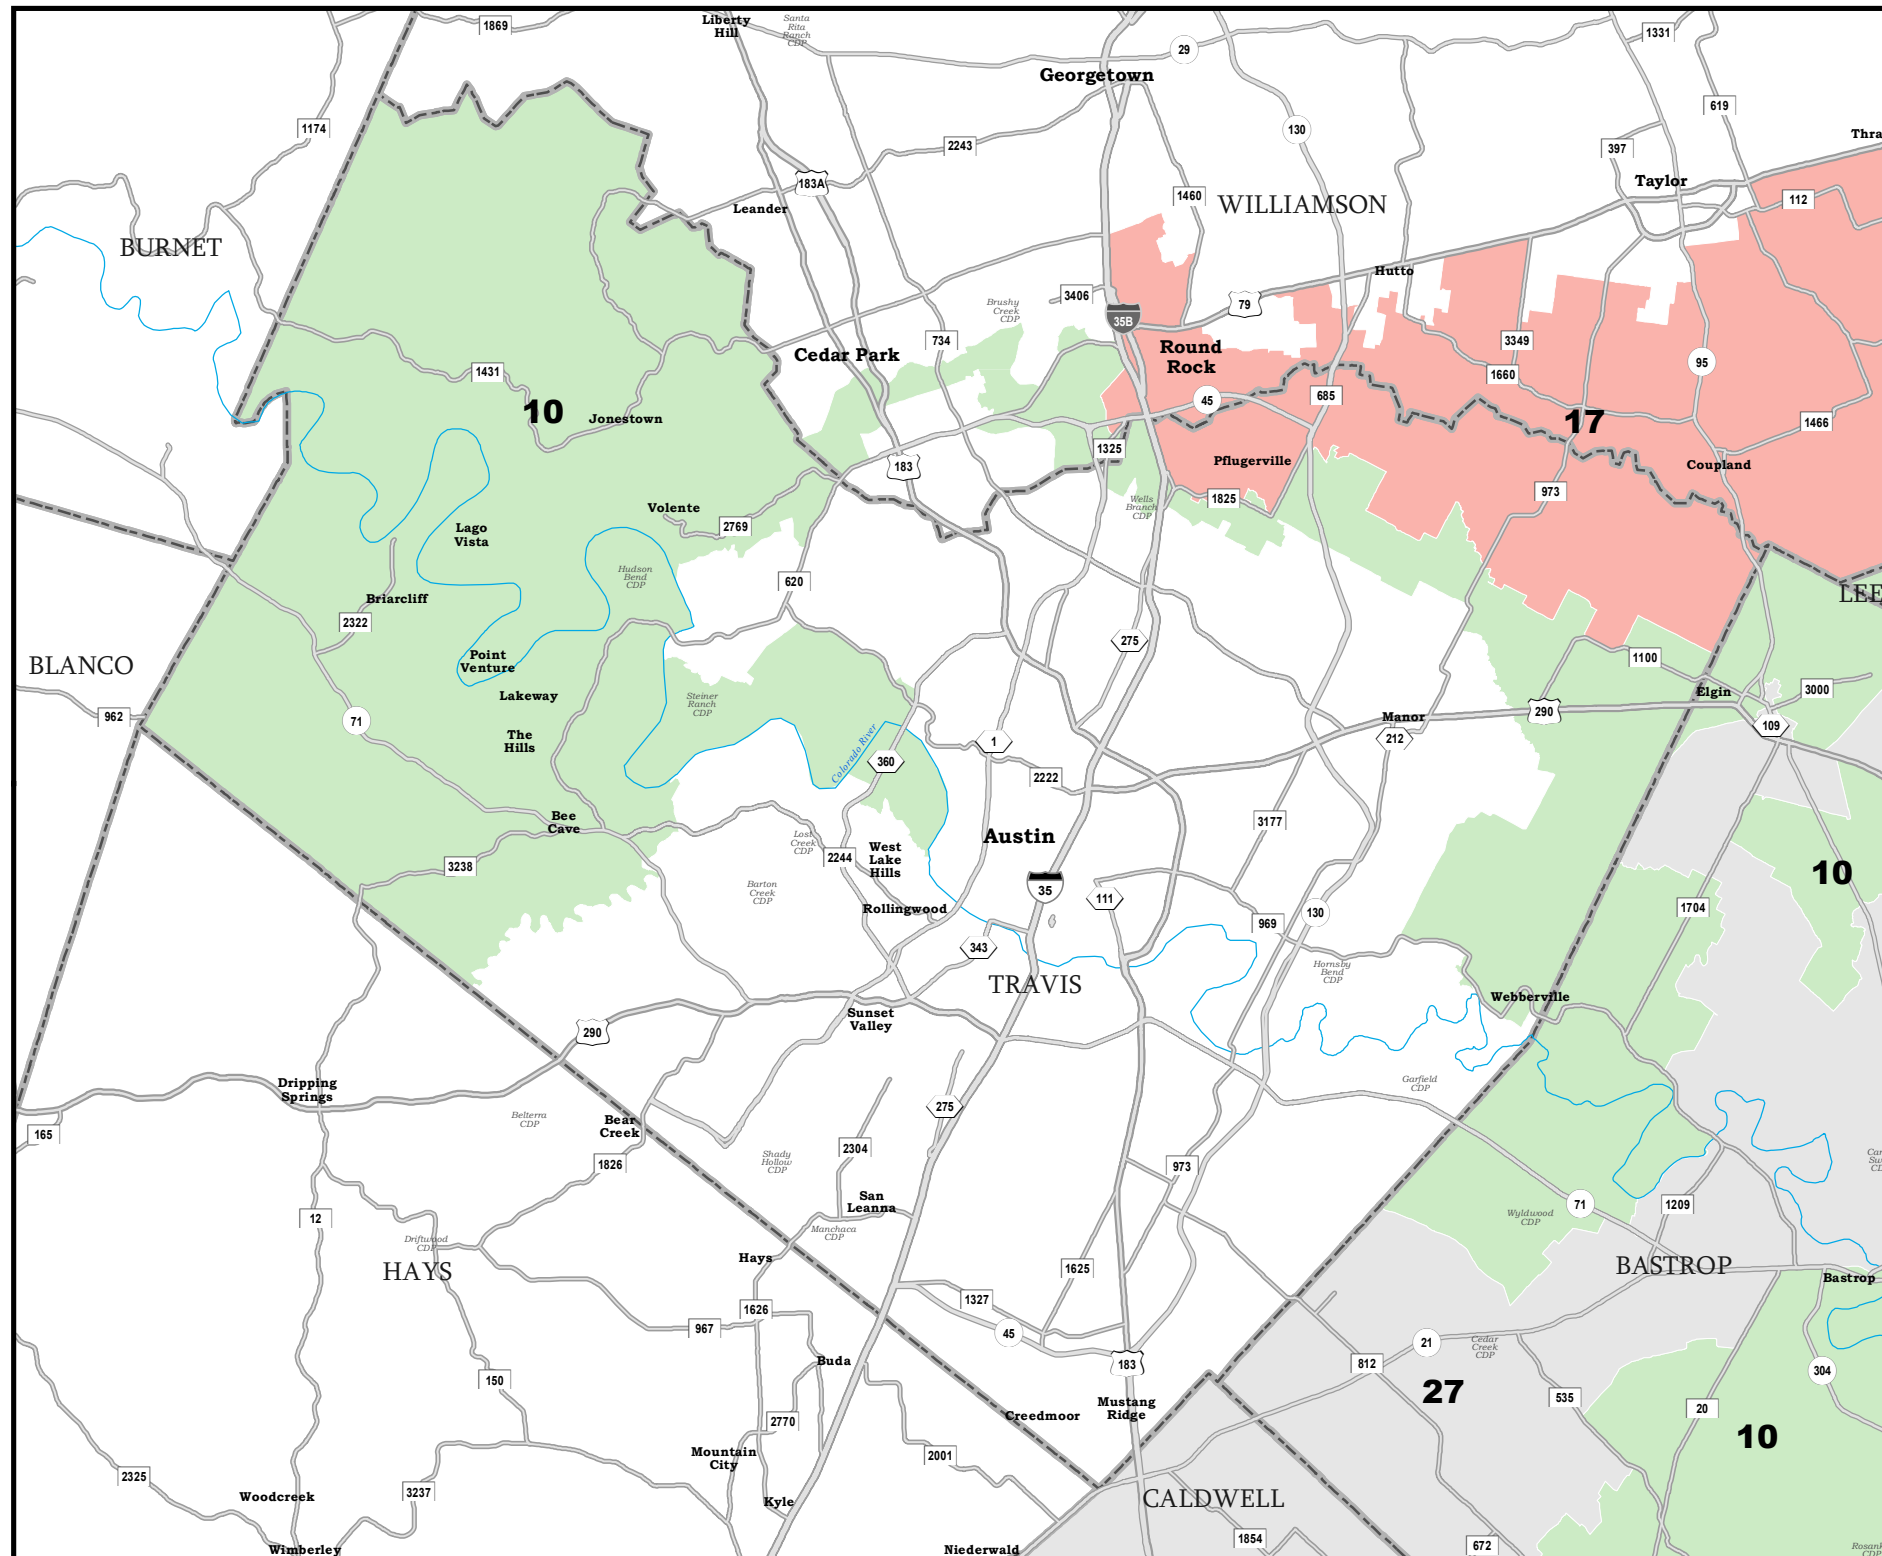 1869
Liberty
Hill
Santa
Rita
Ranch
CDP
29
1331
Georgetown
619
1174
130
Thra
2243
397
183A
Taylor
1460
WILLIAMSON
112
Leander
BURNET
Hutto
3406
Brushy
Creek
CDP
79
35B
734
3349
Cedar Park
Round
Rock
95
1431
1660
685
45
10
Jonestown
17
1466
1325
Pflugerville
Coupland
183
973
1825
Volente
Wells
Branch
CDP
2769
Lago
Vista
Hudson
Bend
CDP
620
LEE
Briarcliff
2322
275
Point
Venture
1100
BLANCO
3000
Lakeway
Elgin
Steiner
Ranch
CDP
962
71
290
Manor
109
The
Hills
1
212
Colorado River
360
2222
Bee
Cave
3177
Austin
Lost
Creek
CDP
West
Lake
Hills
2244
3238
10
35
Barton
Creek
CDP
111
Rollingwood
1704
130
969
343
Hornsby
Bend
CDP
TRAVIS
Webberville
Sunset
Valley
290
Dripping
Springs
Garfield
CDP
275
Belterra
CDP
Bear
Creek
165
2304
Shady
Hollow
CDP
1826
973
Car
Su
CD
San
Leanna
71
1209
12
Wyldwood
CDP
Manchaca
CDP
Driftwood
CDP
Hays
HAYS
1625
BASTROP
Bastrop
1327
1626
967
45
21
Cedar
Creek
CDP
Buda
183
812
304
150
27
535
Mustang
Ridge
20
Creedmoor
2770
10
Mountain
City
2001
2325
3237
Woodcreek
Kyle
CALDWELL
1854
672
Wimberley
Niederwald
Rosan
CDP